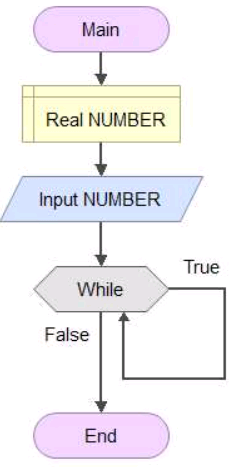 Main
Real NUMBER
Input NUMBER
While
True
False
End